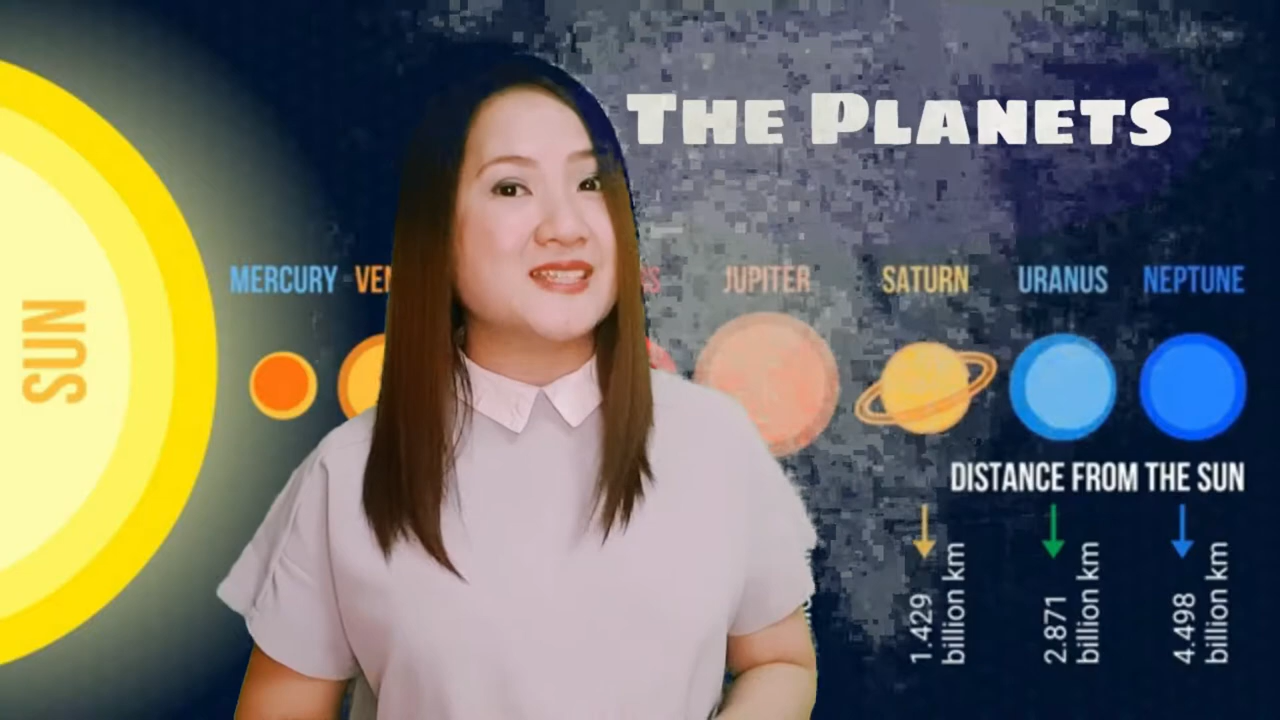 THE PLANETS
SUN
MERCURY VEN
JUPITER SATURN URANUS NEPTUNE
DISTANCE FROM THE SUN
1.429
billion km
2.871
billion km
4.498
billion km